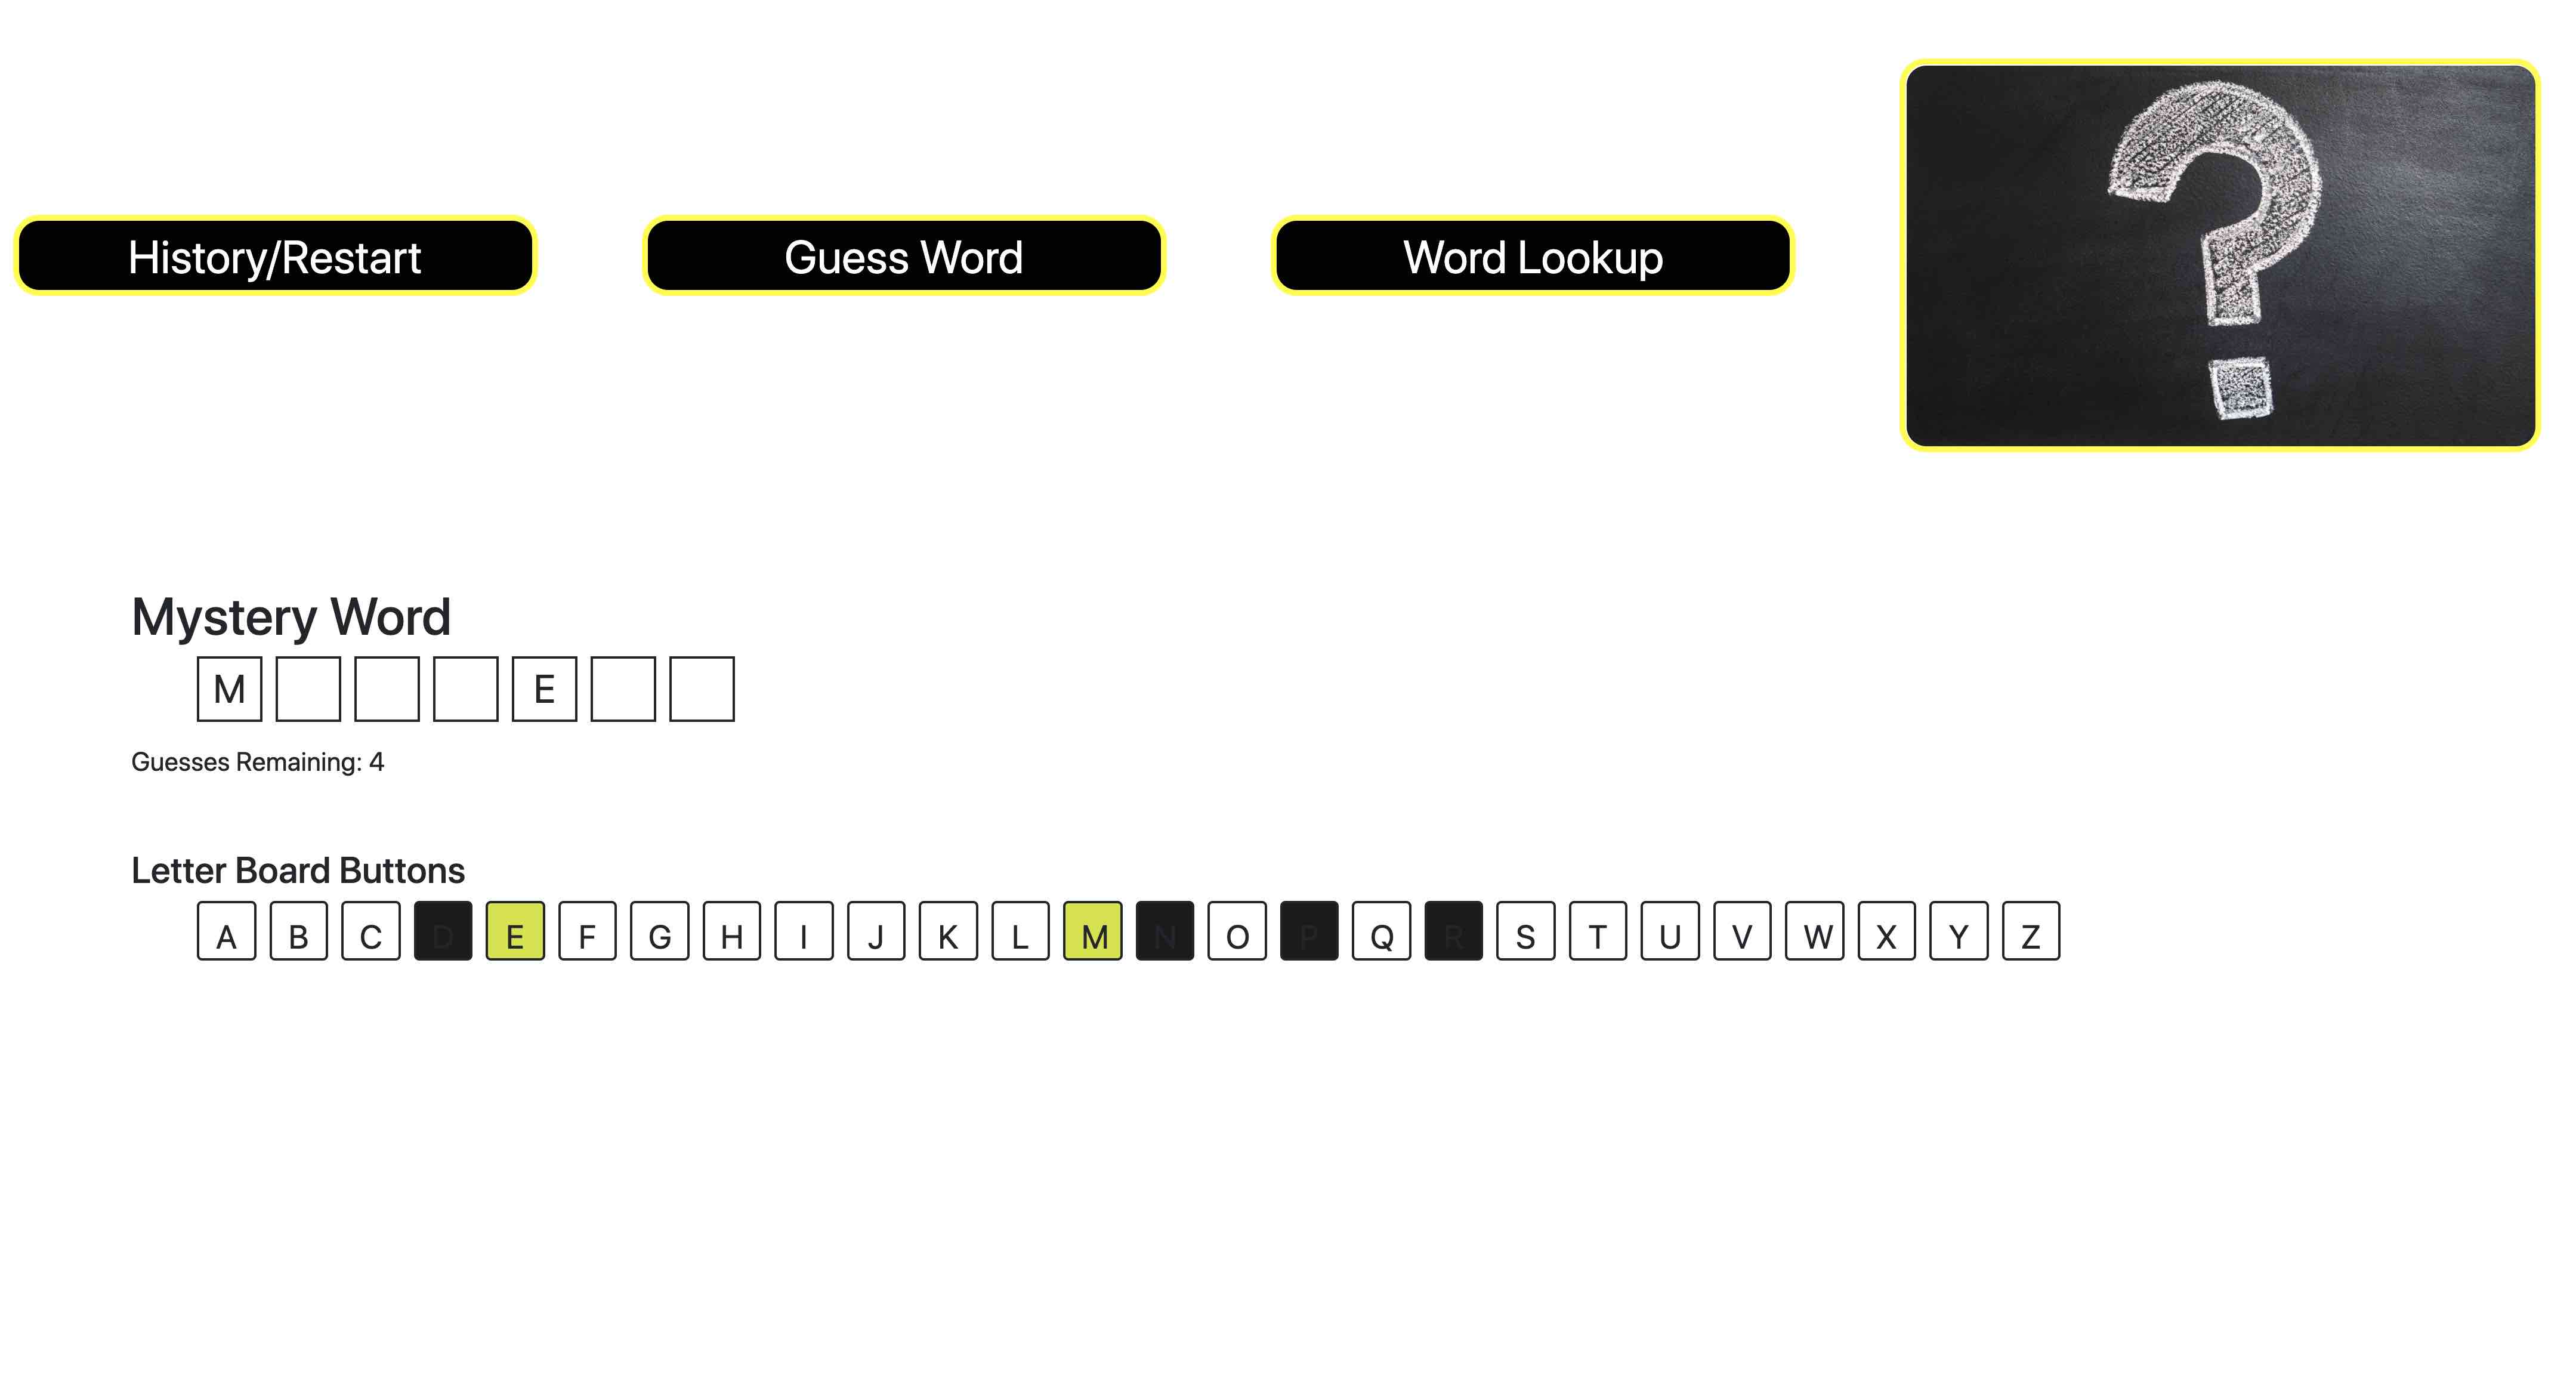 History/Restart
Guess Word
Word Lookup
?
Mystery Word
M E
Guesses Remaining: 4
Letter Board Buttons
A B C D E F G H I J K L M N O P Q R S T U V W X Y Z